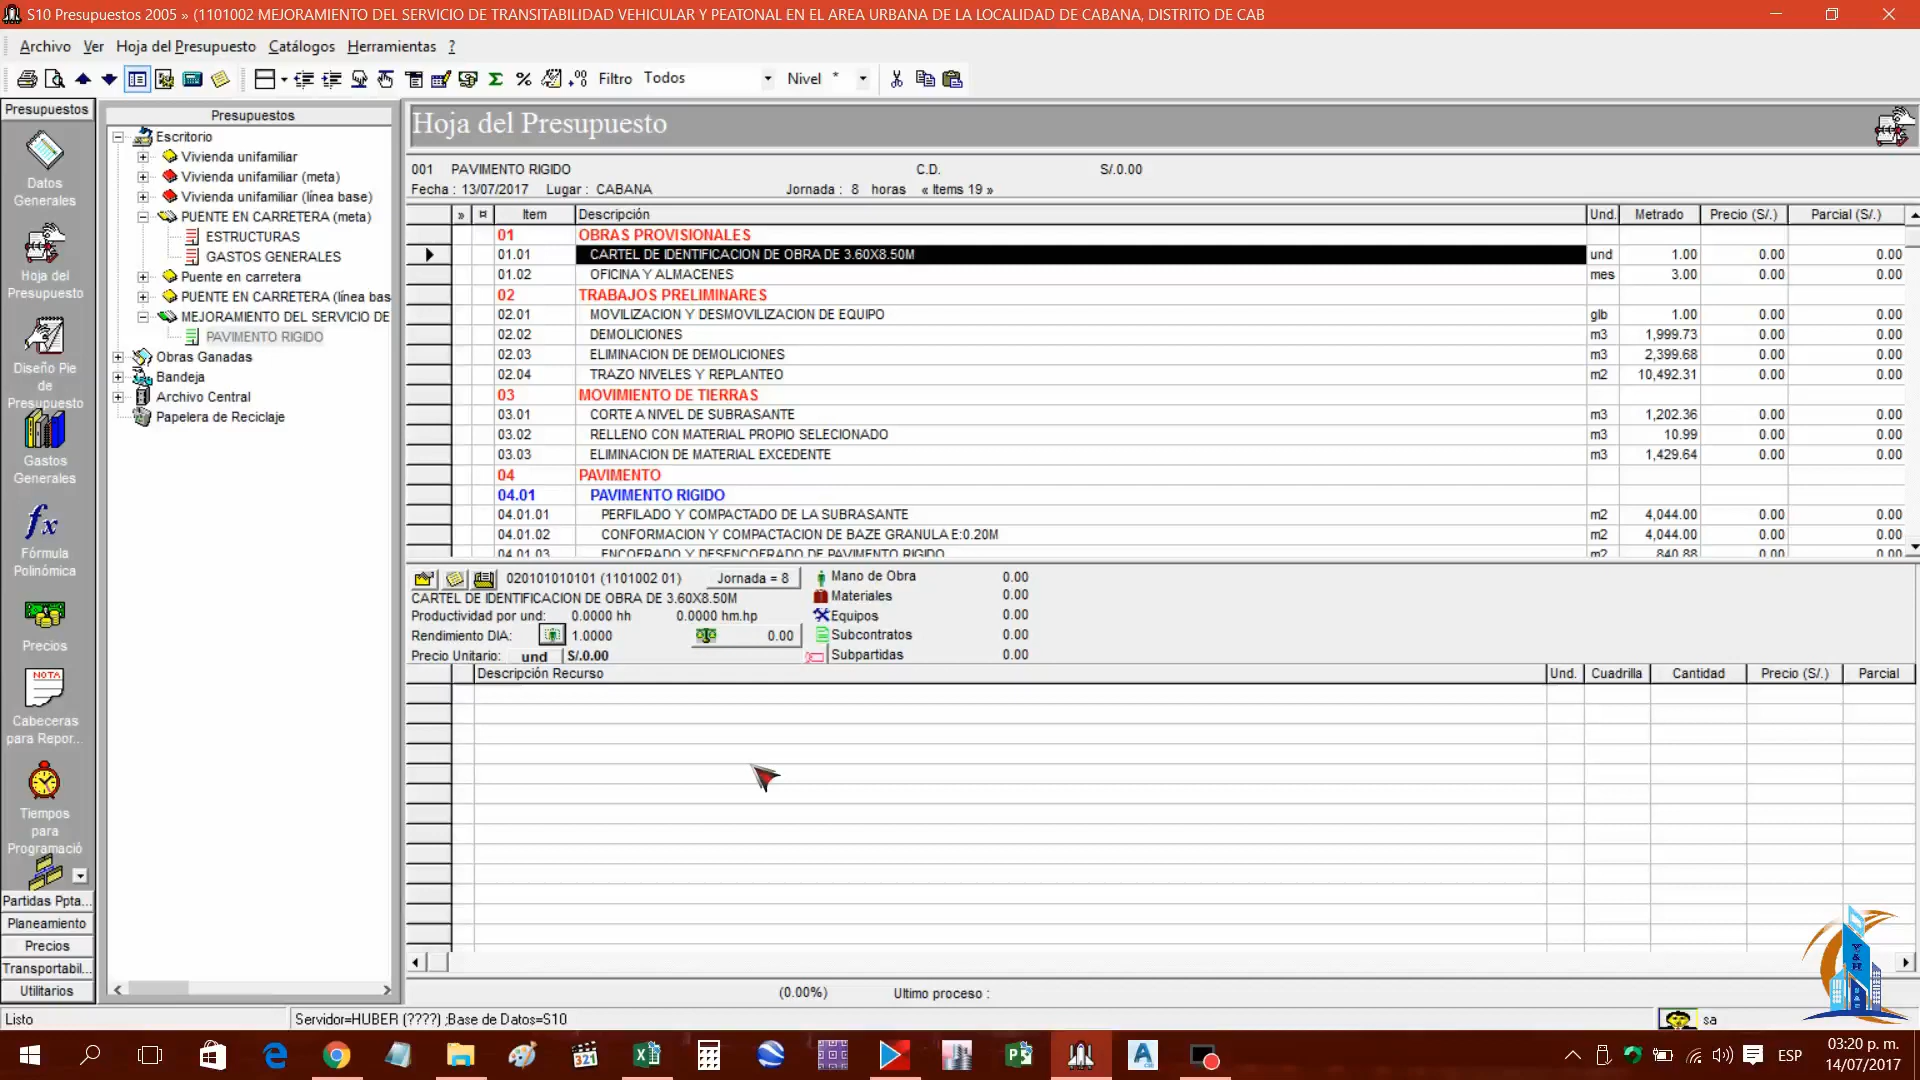 S10 Presupuestos 2005 » (1101002 MEJORAMIENTO DEL SERVICIO DE TRANSITABILIDAD VEHICULAR Y PEATONAL EN EL AREA URBANA DE LA LOCALIDAD DE CABANA, DISTRITO DE CAB
Archivo Ver Hoja del Presupuesto Catálogos Herramientas ?
Filtro Todos Nivel *
Presupuestos
Datos Generales
Hoja del Presupuesto
Diseño Pie de Presupuesto
Gastos Generales
fx
Fórmula Polinómica
Precios
NOTA
Cabeceras para Repor...
Tiempos para Programació
Partidas Ppta...
Planeamiento
Precios
Transportabil...
Utilitarios
Presupuestos
Escritorio
Vivienda unifamiliar
Vivienda unifamiliar (meta)
Vivienda unifamiliar (línea base)
PUENTE EN CARRETERA (meta)
ESTRUCTURAS
GASTOS GENERALES
Puente en carretera
PUENTE EN CARRETERA (línea bas
MEJORAMIENTO DEL SERVICIO DE
PAVIMENTO RIGIDO
Obras Ganadas
Bandeja
Archivo Central
Papelera de Reciclaje
Hoja del Presupuesto
001 PAVIMENTO RIGIDO C.D. S/.0.00
Fecha : 13/07/2017 Lugar : CABANA Jornada : 8 horas « Items 19 »
» ¤ Item Descripción Und. Metrado Precio (S/.) Parcial (S/.)
01 OBRAS PROVISIONALES
01.01 CARTEL DE IDENTIFICACION DE OBRA DE 3.60X8.50M und 1.00 0.00 0.00
01.02 OFICINA Y ALMACENES mes 3.00 0.00 0.00
02 TRABAJOS PRELIMINARES
02.01 MOVILIZACION Y DESMOVILIZACION DE EQUIPO glb 1.00 0.00 0.00
02.02 DEMOLICIONES m3 1,999.73 0.00 0.00
02.03 ELIMINACION DE DEMOLICIONES m3 2,399.68 0.00 0.00
02.04 TRAZO NIVELES Y REPLANTEO m2 10,492.31 0.00 0.00
03 MOVIMIENTO DE TIERRAS
03.01 CORTE A NIVEL DE SUBRASANTE m3 1,202.36 0.00 0.00
03.02 RELLENO CON MATERIAL PROPIO SELECIONADO m3 10.99 0.00 0.00
03.03 ELIMINACION DE MATERIAL EXCEDENTE m3 1,429.64 0.00 0.00
04 PAVIMENTO
04.01 PAVIMENTO RIGIDO
04.01.01 PERFILADO Y COMPACTADO DE LA SUBRASANTE m2 4,044.00 0.00 0.00
04.01.02 CONFORMACION Y COMPACTACION DE BAZE GRANULA E:0.20M m2 4,044.00 0.00 0.00
04.01.03 ENCOFRADO Y DESENCOFRADO DE PAVIMENTO RIGIDO m2 840.88 0.00 0.00
020101010101 (1101002 01) Jornada = 8 Mano de Obra 0.00
CARTEL DE IDENTIFICACION DE OBRA DE 3.60X8.50M Materiales 0.00
Productividad por und: 0.0000 hh 0.0000 hm.hp Equipos 0.00
Rendimiento DIA: 1.0000 0.00 Subcontratos 0.00
Precio Unitario: und S/.0.00 Subpartidas 0.00
Descripción Recurso Und. Cuadrilla Cantidad Precio (S/.) Parcial
(0.00%) Ultimo proceso :
Listo Servidor=HUBER (????) ;Base de Datos=S10 sa
321
ESP
03:20 p. m.
14/07/2017